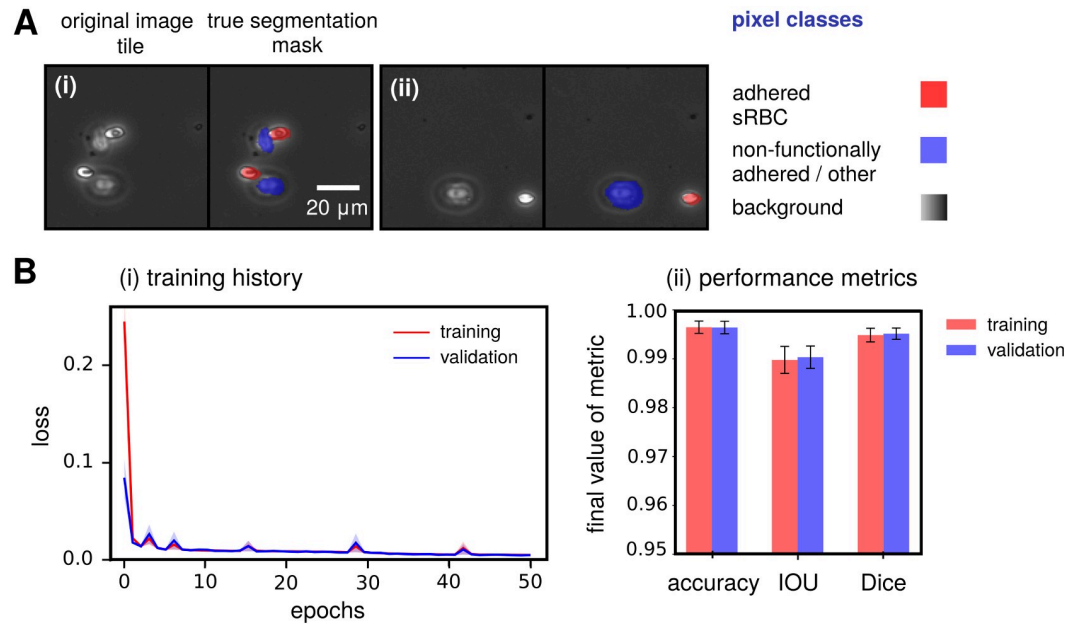 A
original image
tile
true segmentation
mask
pixel classes
(i)
20 µm
(ii)
adhered
sRBC
non-functionally
adhered / other
background
B
(i) training history
loss
0.2
0.1
0.0
training
validation
0
10
20
30
40
50
epochs
(ii) performance metrics
final value of metric
1.00
0.99
0.98
0.97
0.96
0.95
accuracy
IOU
Dice
training
validation